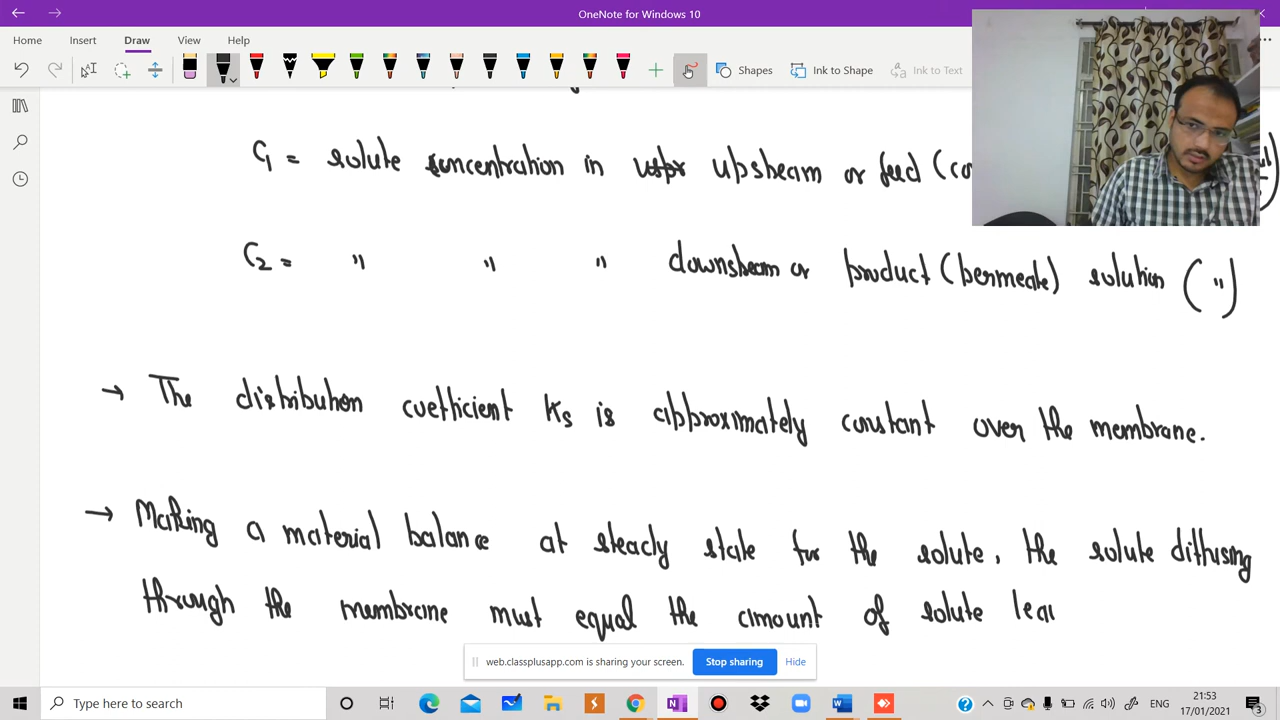 OneNote for Windows 10
Home Insert Draw View Help
Shapes Ink to Shape Ink to Text
C1 = solute concentration in upstream or feed (co
C2 = " " " downstream or product (permeate) solution (")
→ The distribution coefficient Ks is approximately constant over the membrane.
→ Making a material balance at steady state for the solute, the solute diffusing
through the membrane must equal the amount of solute lea
web.classplusapp.com is sharing your screen. Stop sharing Hide
Type here to search
ENG
21:53
17/01/2021
3